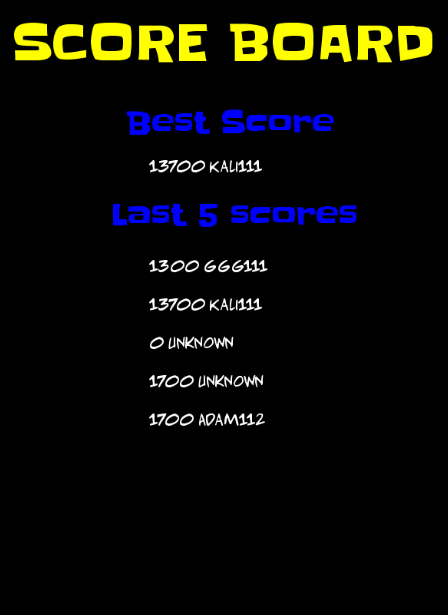 SCORE BOARD
Best Score
13700 KALI111
Last 5 scores
1300 GGG111
13700 KALI111
0 UNKNOWN
1700 UNKNOWN
1700 ADAM112